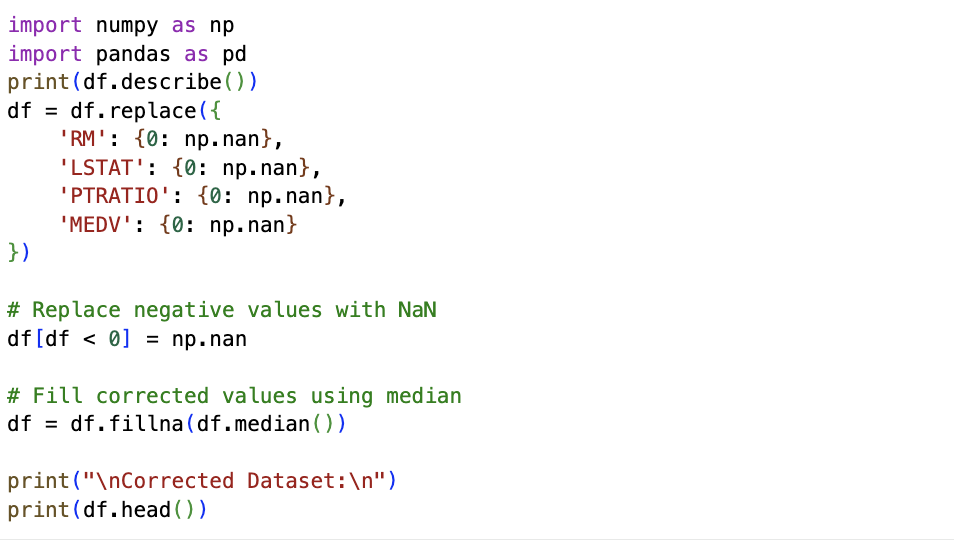 import numpy as np
import pandas as pd
print(df.describe())
df = df.replace({
    'RM': {0: np.nan},
    'LSTAT': {0: np.nan},
    'PTRATIO': {0: np.nan},
    'MEDV': {0: np.nan}
})
# Replace negative values with NaN
df[df < 0] = np.nan
# Fill corrected values using median
df = df.fillna(df.median())
print("\nCorrected Dataset:\n")
print(df.head())